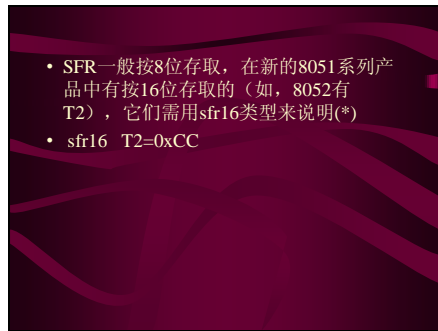 • SFR一般按8位存取，在新的8051系列产
品中有按16位存取的（如，8052有
T2），它们需用sfr16类型来说明(*)
• sfr16 T2=0xCC